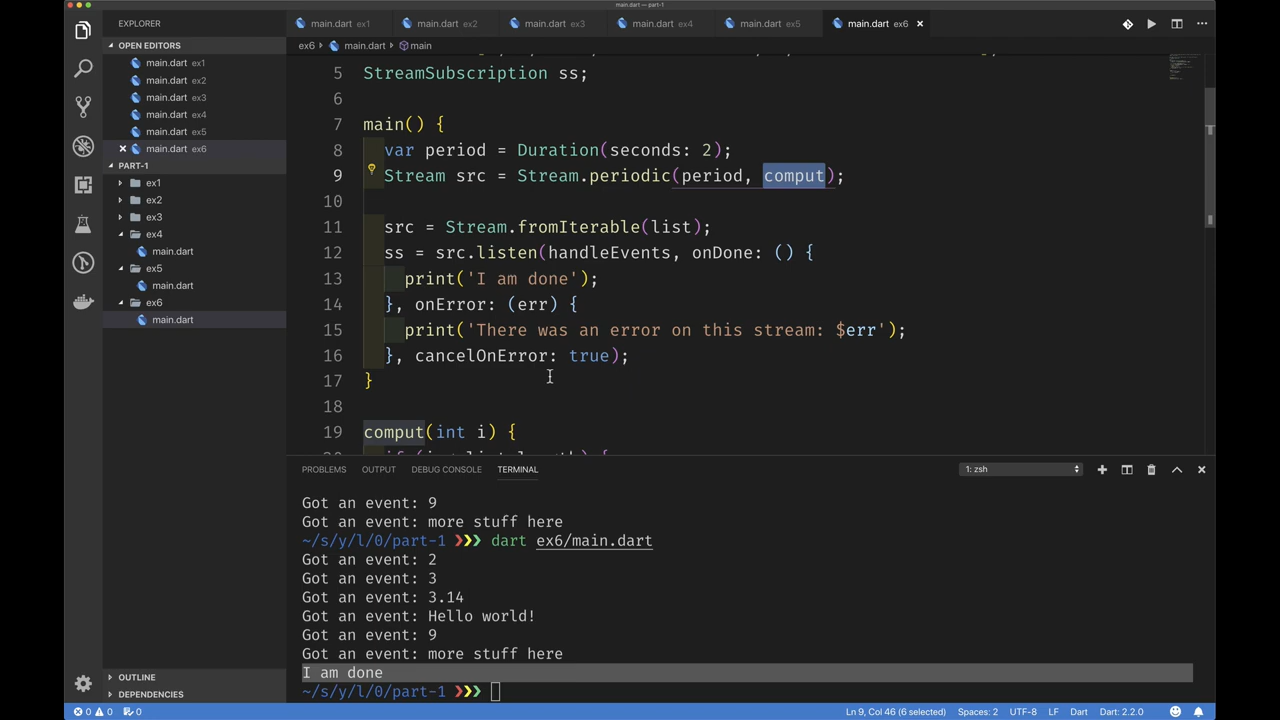 main.dart — part-1
EXPLORER
OPEN EDITORS
main.dart ex1
main.dart ex2
main.dart ex3
main.dart ex4
main.dart ex5
× main.dart ex6
PART-1
ex1
ex2
ex3
ex4
main.dart
ex5
main.dart
ex6
main.dart
OUTLINE
DEPENDENCIES
main.dart ex1 main.dart ex2 main.dart ex3 main.dart ex4 main.dart ex5 main.dart ex6 ×
ex6 > main.dart > main
5 StreamSubscription ss;
6
7 main() {
8 var period = Duration(seconds: 2);
9 Stream src = Stream.periodic(period, comput);
10
11 src = Stream.fromIterable(list);
12 ss = src.listen(handleEvents, onDone: () {
13 print('I am done');
14 }, onError: (err) {
15 print('There was an error on this stream: $err');
16 }, cancelOnError: true);
17 }
18
19 comput(int i) {
PROBLEMS OUTPUT DEBUG CONSOLE TERMINAL 1: zsh
Got an event: 9
Got an event: more stuff here
~/s/y/l/0/part-1 ❯❯❯ dart ex6/main.dart
Got an event: 2
Got an event: 3
Got an event: 3.14
Got an event: Hello world!
Got an event: 9
Got an event: more stuff here
I am done
~/s/y/l/0/part-1 ❯❯❯
0 0 0 Ln 9, Col 46 (6 selected) Spaces: 2 UTF-8 LF Dart Dart: 2.2.0